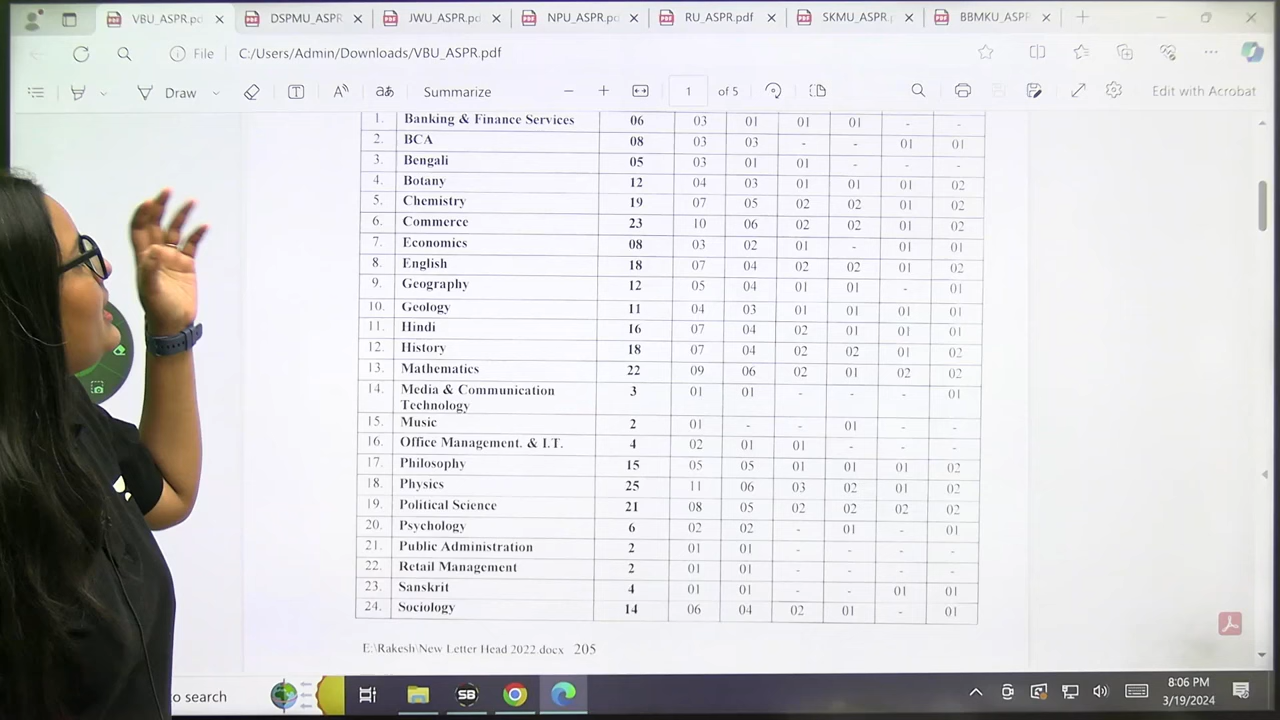 VBU_ASPR.pd DSPMU_ASPR JWU_ASPR.pd NPU_ASPR.pd RU_ASPR.pdf SKMU_ASPR. BBMKU_ASPR
File C:/Users/Admin/Downloads/VBU_ASPR.pdf
Draw Summarize 1 of 5 Edit with Acrobat
1. Banking & Finance Services 06 03 01 01 01 - -
2. BCA 08 03 03 - - 01 01
3. Bengali 05 03 01 01 - - -
4. Botany 12 04 03 01 01 01 02
5. Chemistry 19 07 05 02 02 01 02
6. Commerce 23 10 06 02 02 01 02
7. Economics 08 03 02 01 - 01 01
8. English 18 07 04 02 02 01 02
9. Geography 12 05 04 01 01 - 01
10. Geology 11 04 03 01 01 01 01
11. Hindi 16 07 04 02 01 01 01
12. History 18 07 04 02 02 01 02
13. Mathematics 22 09 06 02 01 02 02
14. Media & Communication 3 01 01 - - - 01
Technology
15. Music 2 01 - - 01 - -
16. Office Management. & I.T. 4 02 01 01 - - -
17. Philosophy 15 05 05 01 01 01 02
18. Physics 25 11 06 03 02 01 02
19. Political Science 21 08 05 02 02 02 02
20. Psychology 6 02 02 - 01 - 01
21. Public Administration 2 01 01 - - - -
22. Retail Management 2 01 01 - - - -
23. Sanskrit 4 01 01 - - 01 01
24. Sociology 14 06 04 02 01 - 01
E:\Rakesh\New Letter Head 2022.docx 205
to search
SB
8:06 PM
3/19/2024